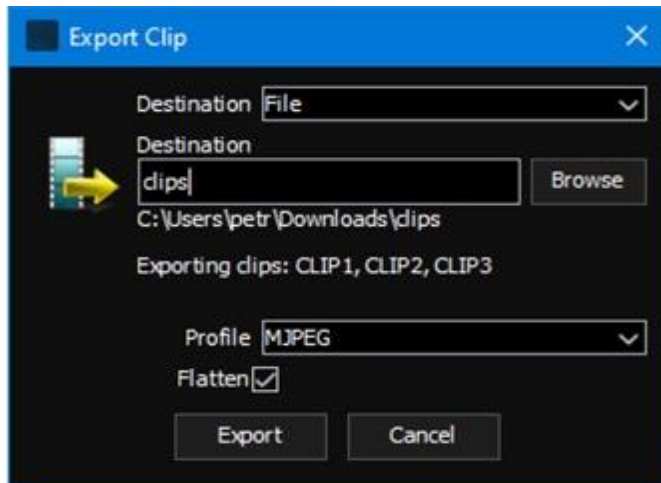 Export Clip
Destination File
Destination
clips
Browse
C:\Users\petr\Downloads\clips
Exporting clips: CLIP1, CLIP2, CLIP3
Profile MJPEG
Flatten
Export Cancel